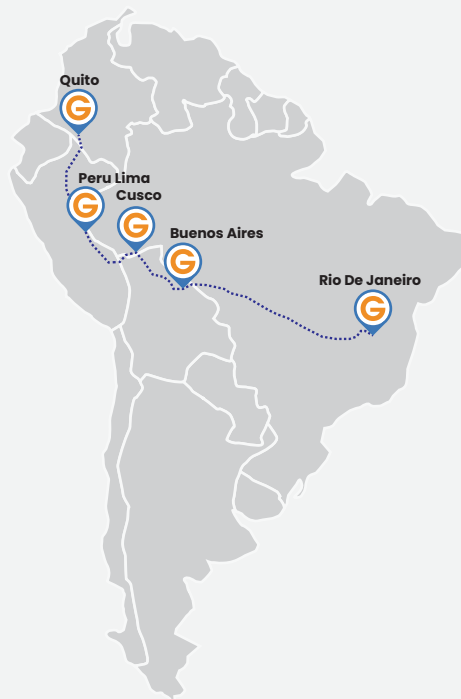 Quito
G
Peru Lima
G
Cusco
G
Buenos Aires
G
Rio De Janeiro
G